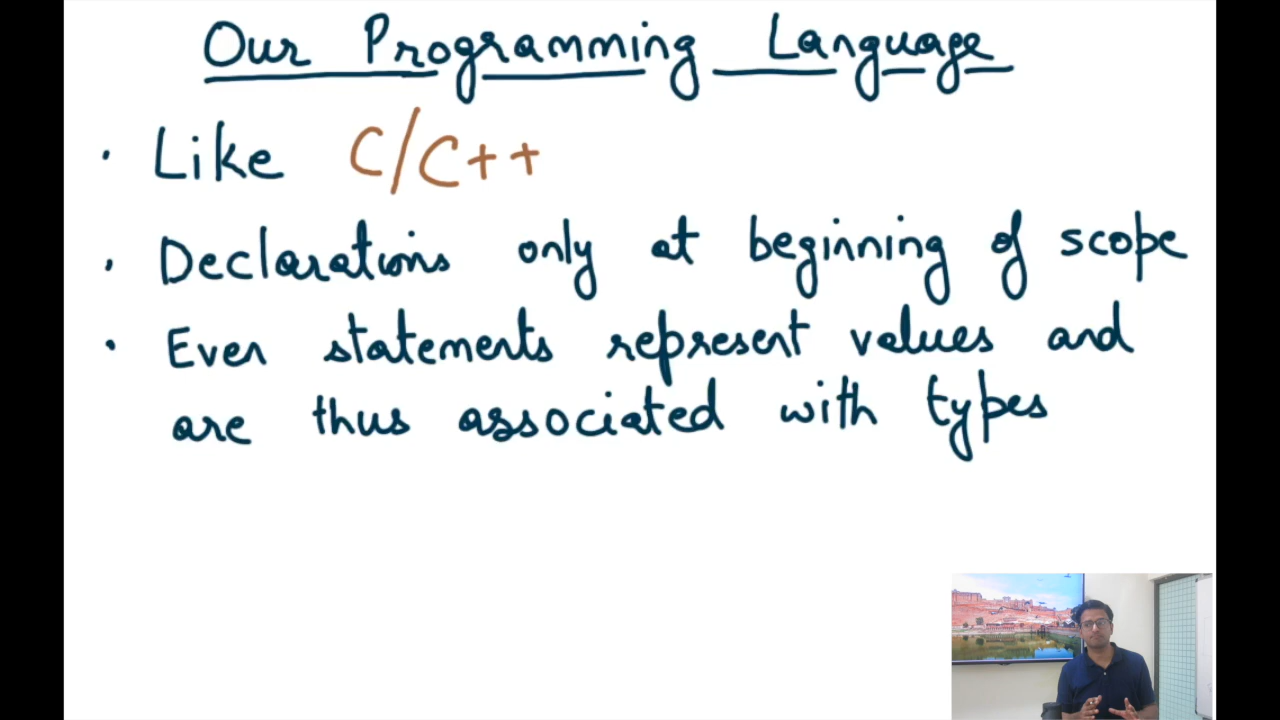 Our Programming Language
· Like C/C++
· Declarations only at beginning of scope
· Even statements represent values and
are thus associated with types